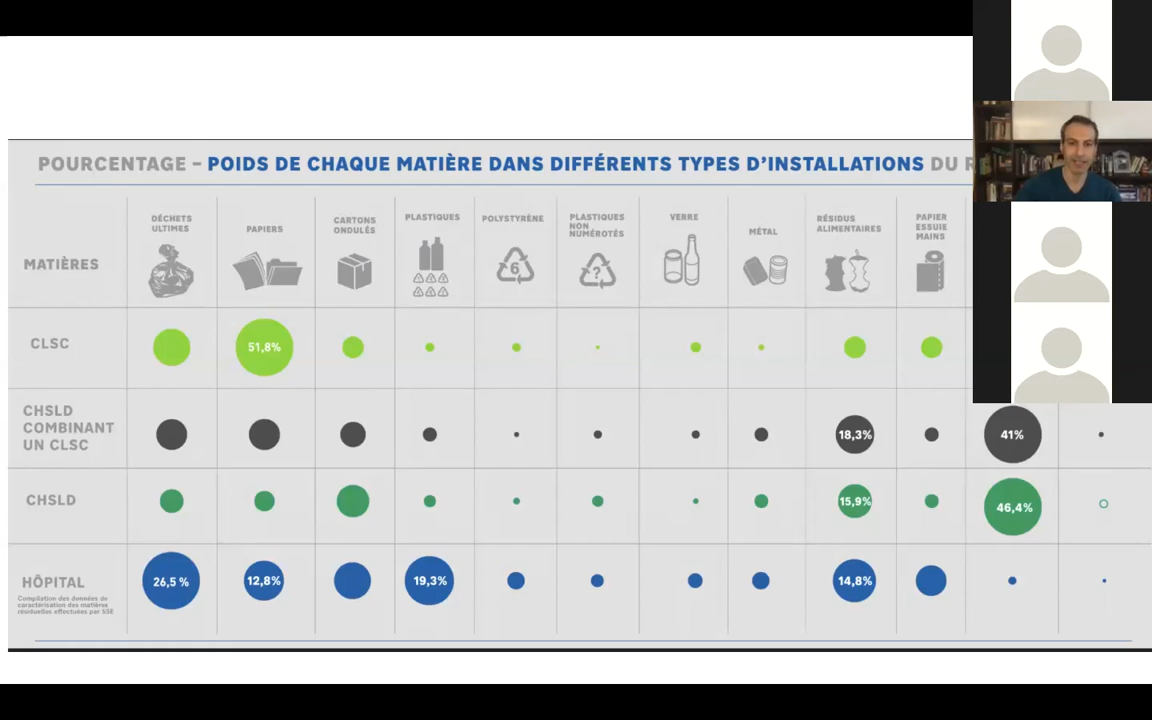 POURCENTAGE – POIDS DE CHAQUE MATIÈRE DANS DIFFÉRENTS TYPES D'INSTALLATIONS DU
MATIÈRES
DÉCHETS
ULTIMES
PAPIERS
CARTONS
ONDULÉS
PLASTIQUES
POLYSTYRÈNE
6
PLASTIQUES
NON
NUMÉROTÉS
?
VERRE
MÉTAL
RÉSIDUS
ALIMENTAIRES
PAPIER
ESSUIE
MAINS
CLSC
51,8%
CHSLD
COMBINANT
UN CLSC
18,3%
41%
CHSLD
15,9%
46,4%
HÔPITAL
Compilation des données de
caractérisation des matières
résiduelles effectuées par SSE
26,5 %
12,8%
19,3%
14,8%